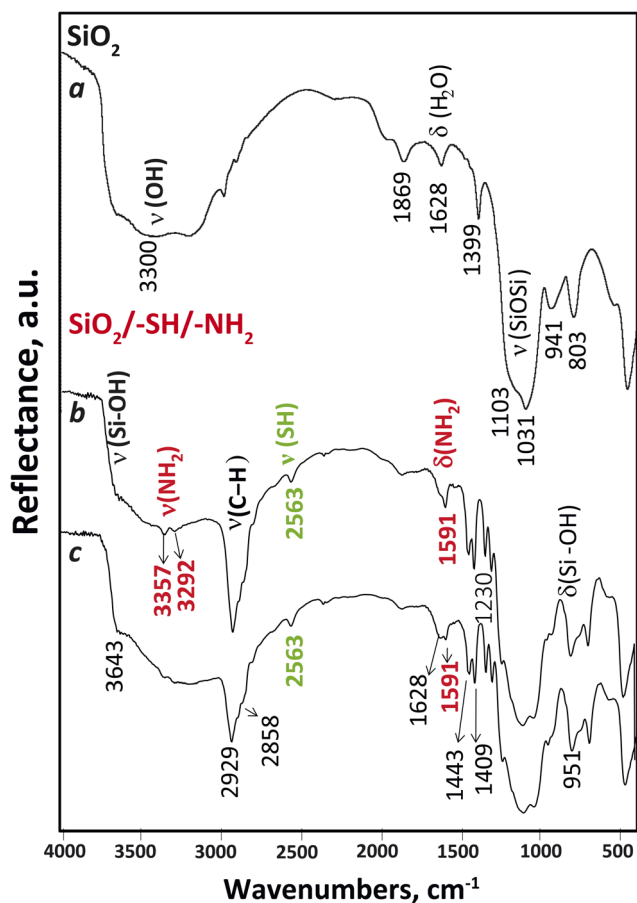 SiO₂
a
ν (OH)
3300
1869
δ (H₂O)
1628
1399
ν (SiOSi)
1103
1031
941
803
SiO₂/-SH/-NH₂
b
ν (Si-OH)
ν(NH₂)
3357
3292
ν(C–H)
ν (SH)
2563
δ(NH₂)
1591
1230
δ(Si -OH)
c
3643
2929
2858
2563
1628
1591
1443
1409
951
Reflectance, a.u.
4000 3500 3000 2500 2000 1500 1000 500
Wavenumbers, cm⁻¹